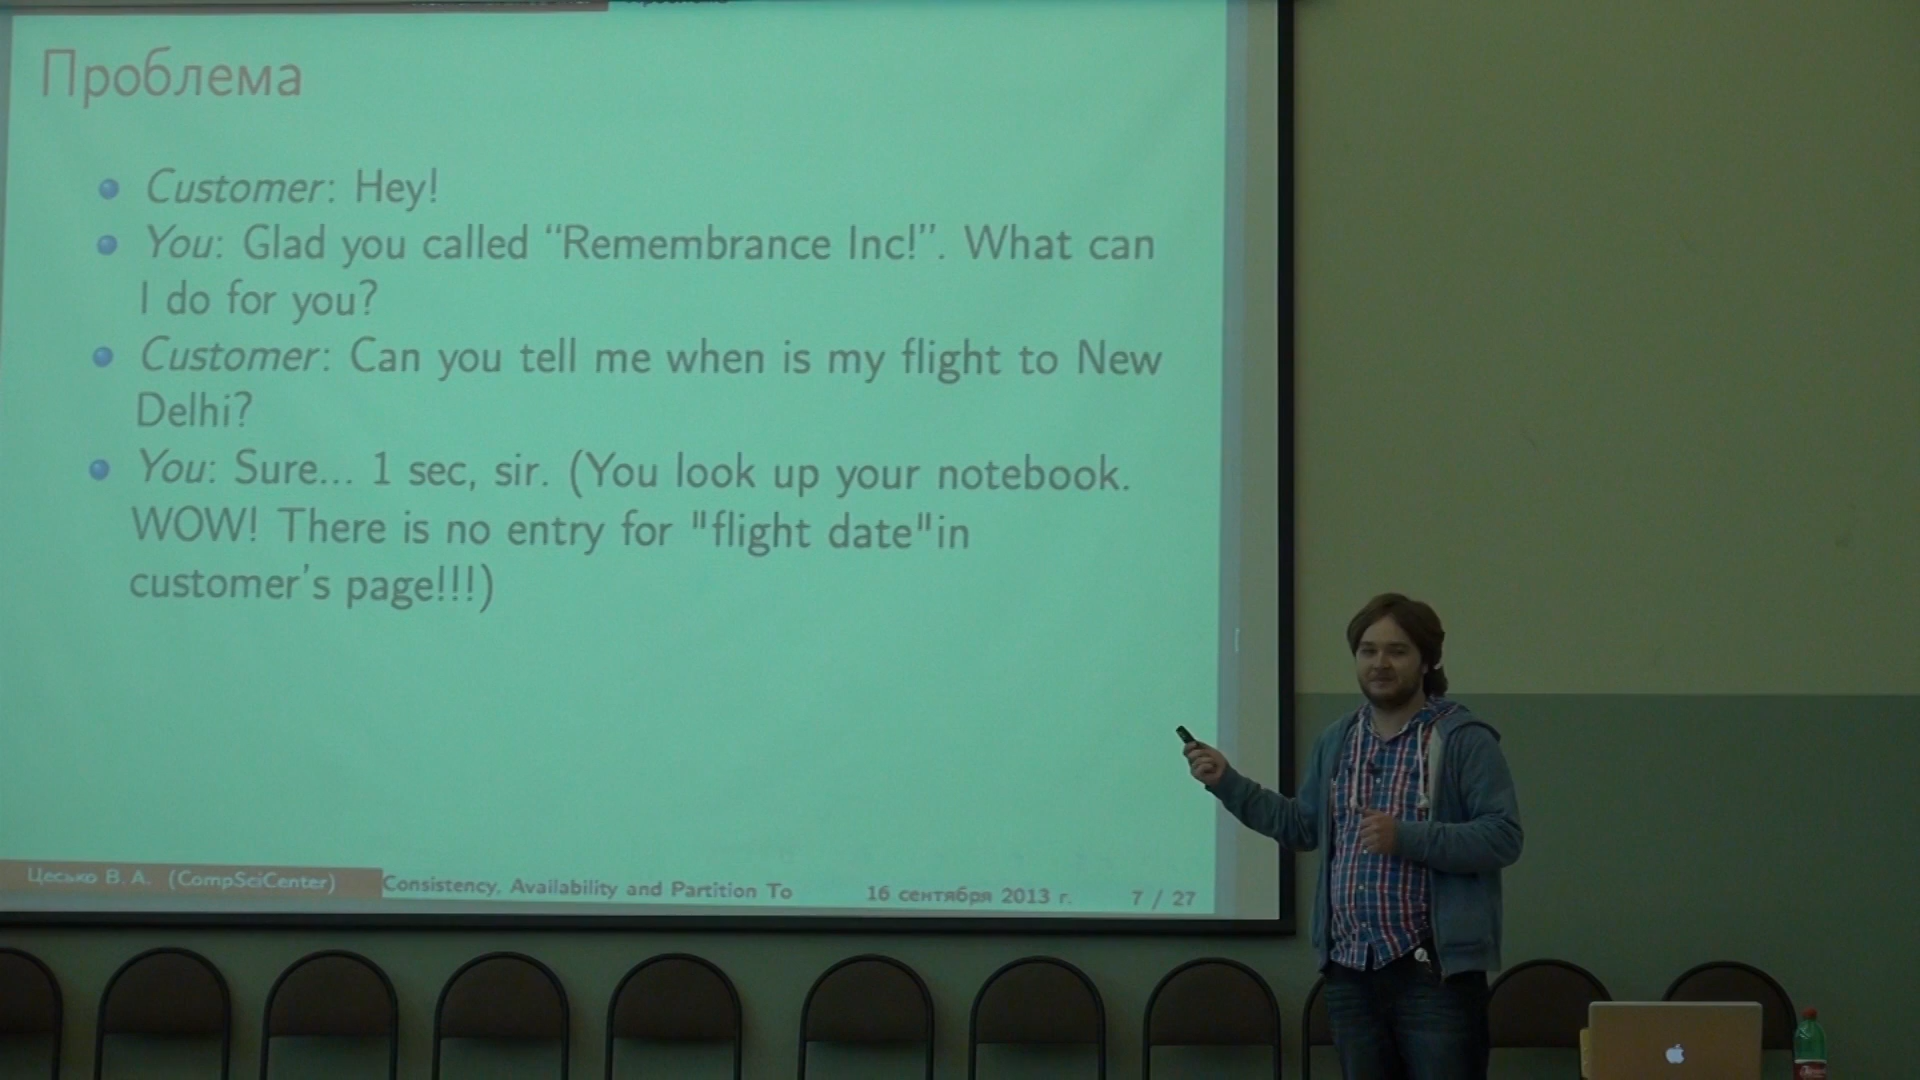 Проблема
Customer: Hey!
You: Glad you called “Remembrance Inc!”. What can
I do for you?
Customer: Can you tell me when is my flight to New
Delhi?
You: Sure... 1 sec, sir. (You look up your notebook.
WOW! There is no entry for "flight date"in
customer's page!!!)
Цесько В. А. (CompSciCenter) Consistency, Availability and Partition To 16 сентября 2013 г. 7 / 27